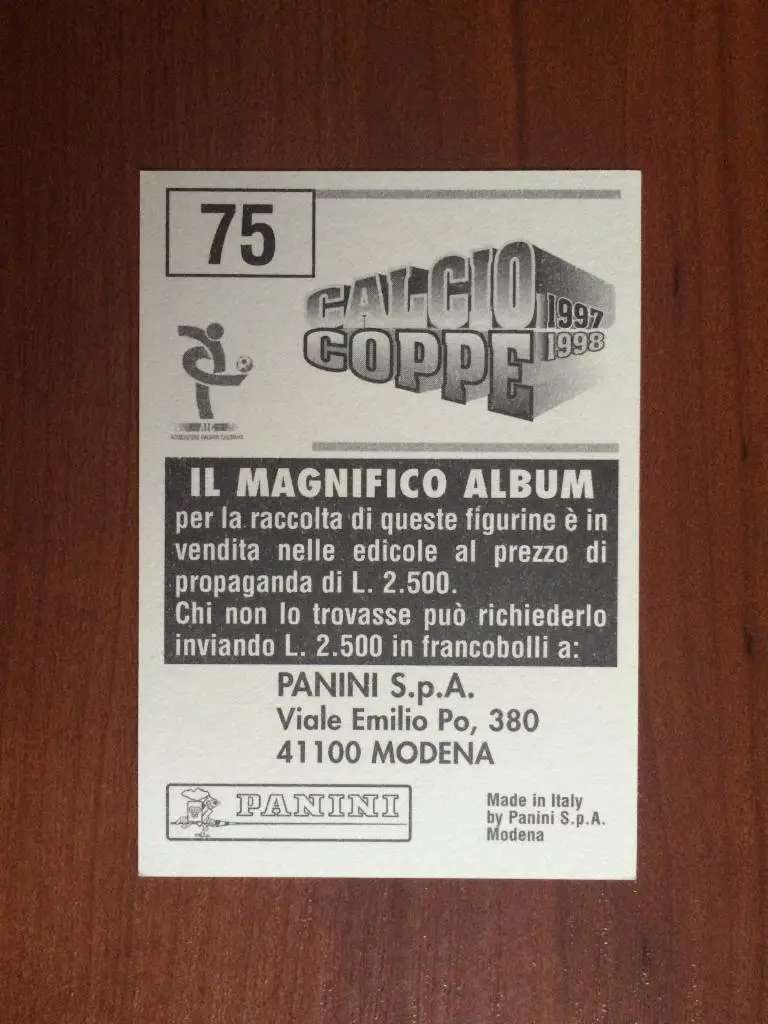 75
CALCIO 1997
COPPE 1998
IL MAGNIFICO ALBUM
per la raccolta di queste figurine è in
vendita nelle edicole al prezzo di
propaganda di L. 2.500.
Chi non lo trovasse può richiederlo
inviando L. 2.500 in francobolli a:
PANINI S.p.A.
Viale Emilio Po, 380
41100 MODENA
PANINI
Made in Italy
by Panini S.p.A.
Modena